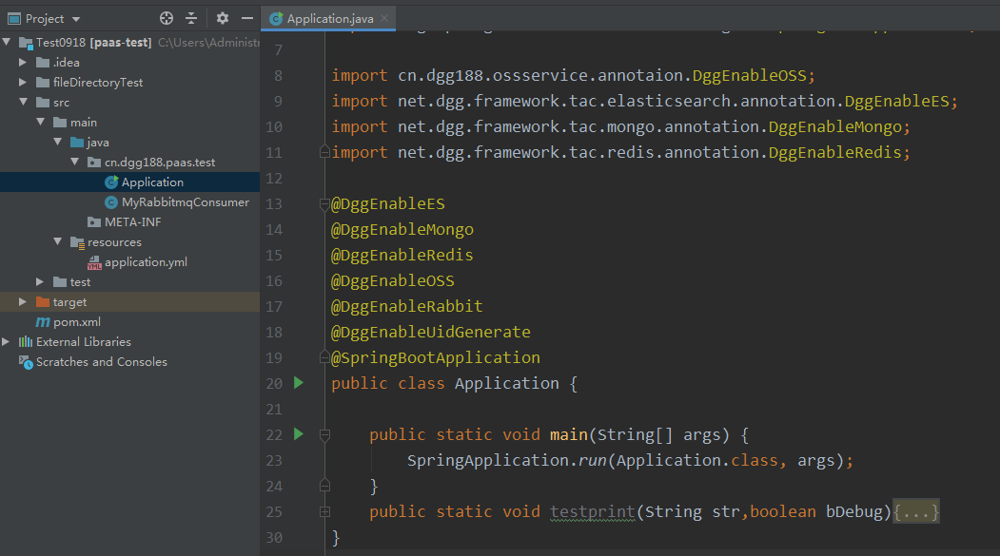 Project
Application.java
Test0918 [paas-test] C:\Users\Administr
.idea
fileDirectoryTest
src
main
java
cn.dgg188.paas.test
Application
MyRabbitmqConsumer
META-INF
resources
application.yml
test
target
pom.xml
External Libraries
Scratches and Consoles
7
8 import cn.dgg188.ossservice.annotaion.DggEnableOSS;
9 import net.dgg.framework.tac.elasticsearch.annotation.DggEnableES;
10 import net.dgg.framework.tac.mongo.annotation.DggEnableMongo;
11 import net.dgg.framework.tac.redis.annotation.DggEnableRedis;
12
13 @DggEnableES
14 @DggEnableMongo
15 @DggEnableRedis
16 @DggEnableOSS
17 @DggEnableRabbit
18 @DggEnableUidGenerate
19 @SpringBootApplication
20 public class Application {
21
22 public static void main(String[] args) {
23 SpringApplication.run(Application.class, args);
24 }
25 public static void testprint(String str,boolean bDebug){...}
30 }